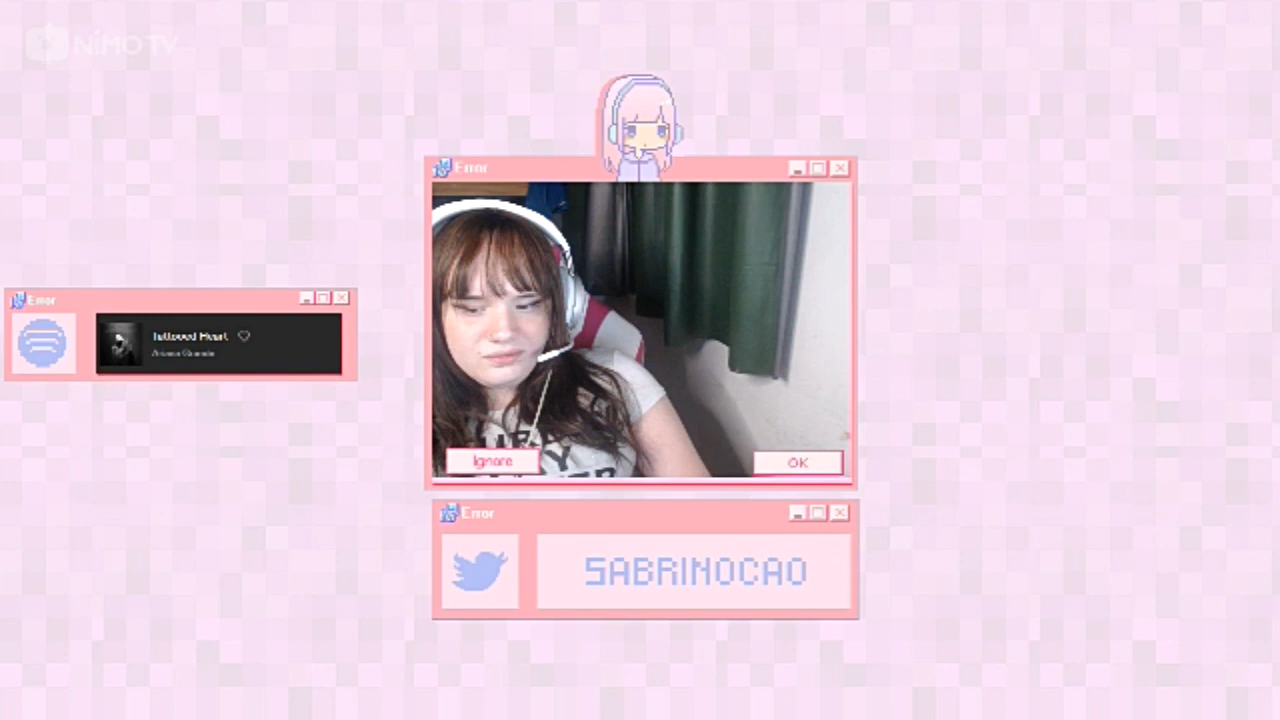 NIMO TV
Error
Error
Tattooed Heart
Ariana Grande
Ignore
OK
Error
SABRINOCAO